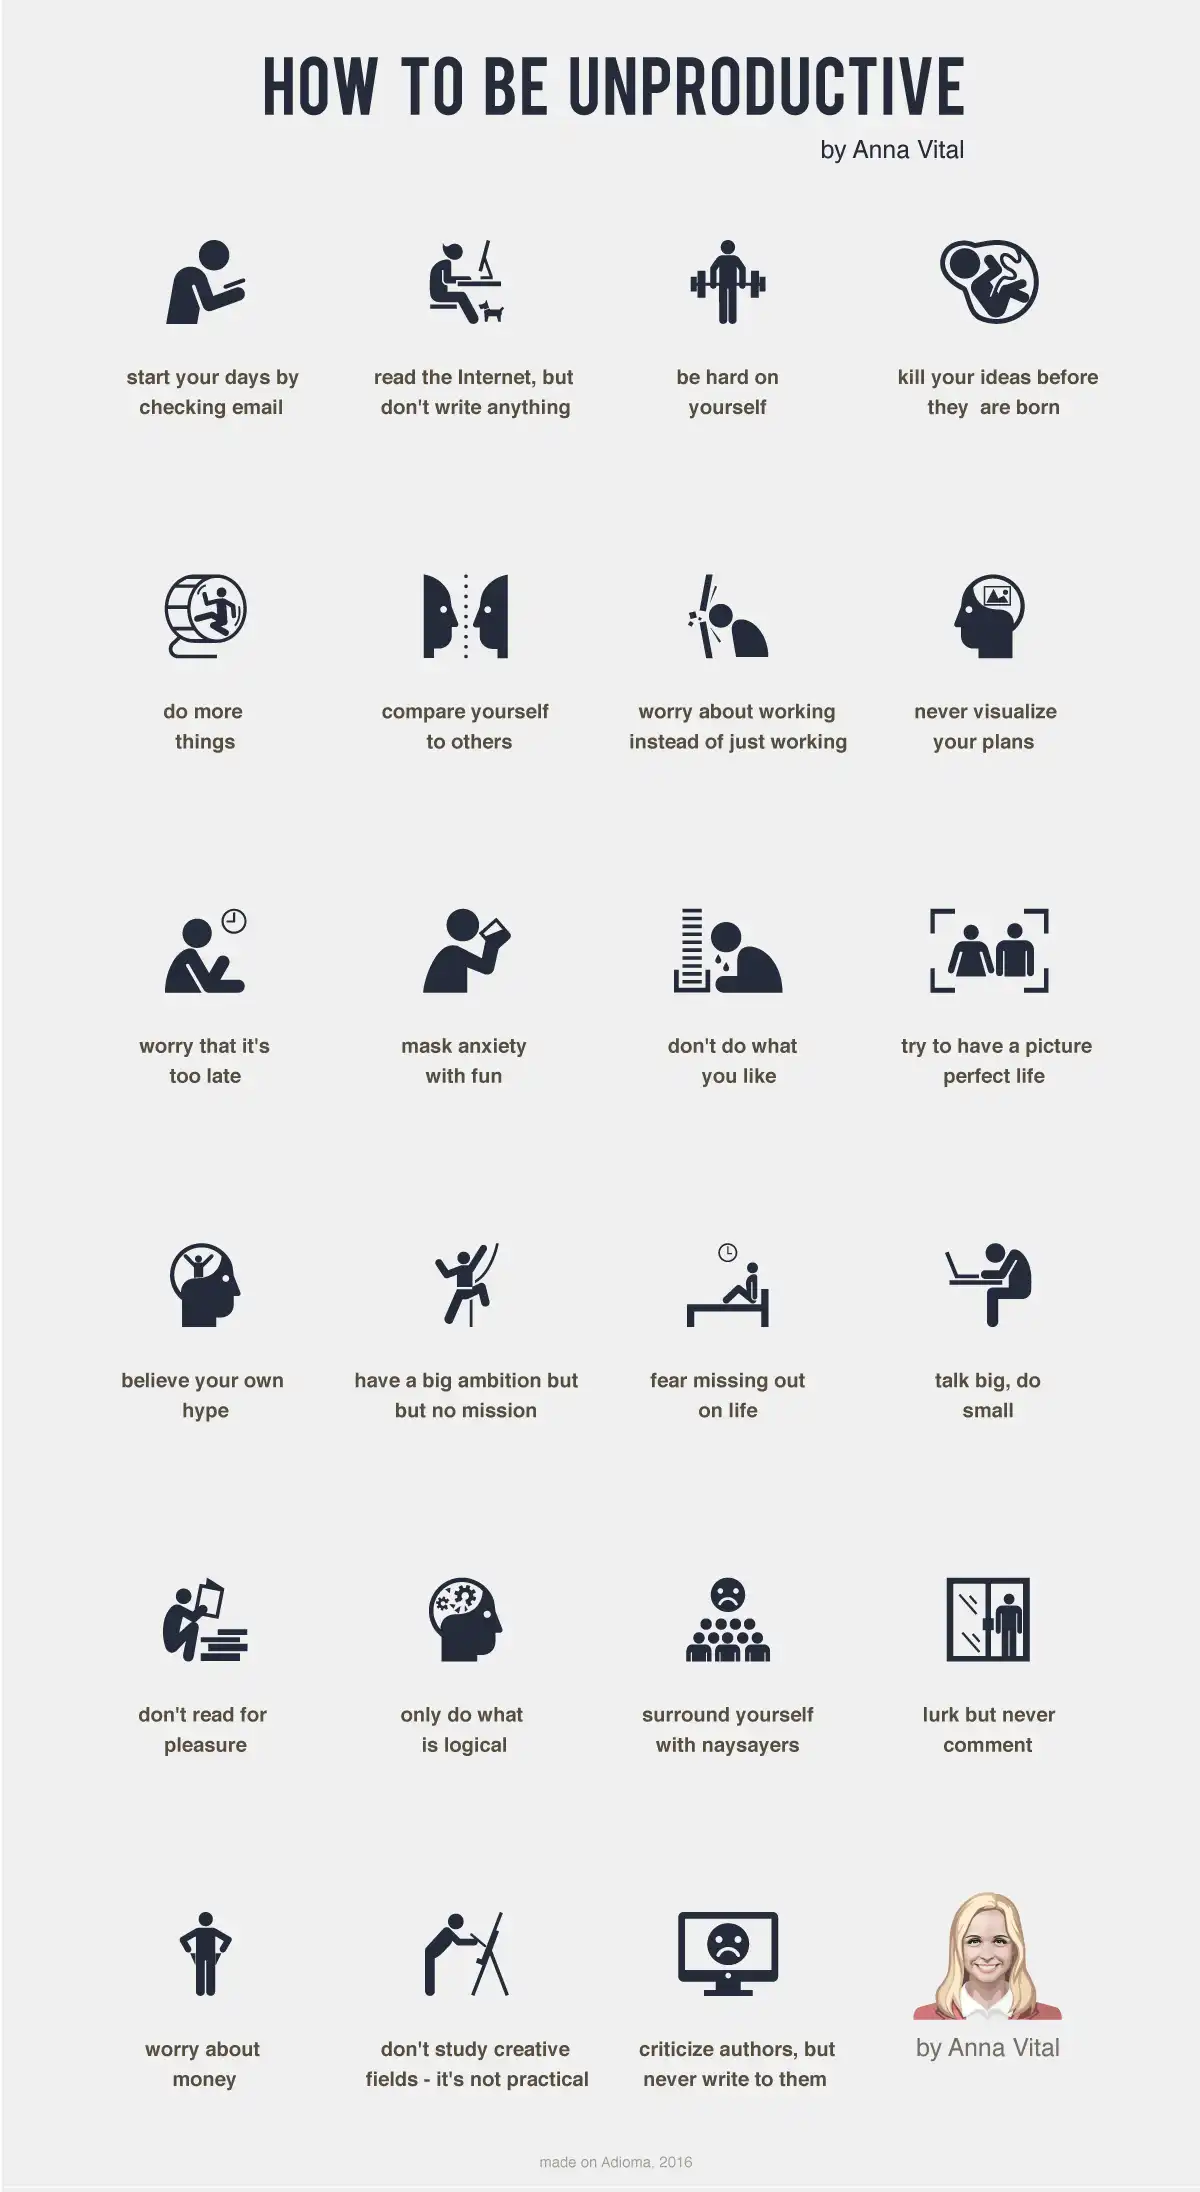 HOW TO BE UNPRODUCTIVE
by Anna Vital
start your days by
checking email
read the Internet, but
don't write anything
be hard on
yourself
kill your ideas before
they  are born
do more
things
compare yourself
to others
worry about working
instead of just working
never visualize
your plans
worry that it's
too late
mask anxiety
with fun
don't do what
you like
try to have a picture
perfect life
believe your own
hype
have a big ambition but
but no mission
fear missing out
on life
talk big, do
small
don't read for
pleasure
only do what
is logical
surround yourself
with naysayers
lurk but never
comment
worry about
money
don't study creative
fields - it's not practical
criticize authors, but
never write to them
by Anna Vital
made on Adioma, 2016